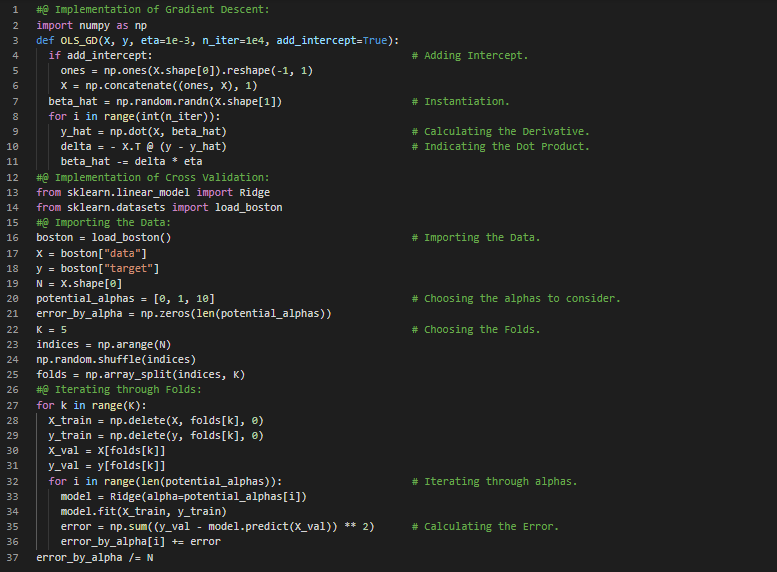 1 #@ Implementation of Gradient Descent:
2 import numpy as np
3 def OLS_GD(X, y, eta=1e-3, n_iter=1e4, add_intercept=True):
4 if add_intercept: # Adding Intercept.
5 ones = np.ones(X.shape[0]).reshape(-1, 1)
6 X = np.concatenate((ones, X), 1)
7 beta_hat = np.random.randn(X.shape[1]) # Instantiation.
8 for i in range(int(n_iter)):
9 y_hat = np.dot(X, beta_hat) # Calculating the Derivative.
10 delta = - X.T @ (y - y_hat) # Indicating the Dot Product.
11 beta_hat -= delta * eta
12 #@ Implementation of Cross Validation:
13 from sklearn.linear_model import Ridge
14 from sklearn.datasets import load_boston
15 #@ Importing the Data:
16 boston = load_boston() # Importing the Data.
17 X = boston["data"]
18 y = boston["target"]
19 N = X.shape[0]
20 potential_alphas = [0, 1, 10] # Choosing the alphas to consider.
21 error_by_alpha = np.zeros(len(potential_alphas))
22 K = 5 # Choosing the Folds.
23 indices = np.arange(N)
24 np.random.shuffle(indices)
25 folds = np.array_split(indices, K)
26 #@ Iterating through Folds:
27 for k in range(K):
28 X_train = np.delete(X, folds[k], 0)
29 y_train = np.delete(y, folds[k], 0)
30 X_val = X[folds[k]]
31 y_val = y[folds[k]]
32 for i in range(len(potential_alphas)): # Iterating through alphas.
33 model = Ridge(alpha=potential_alphas[i])
34 model.fit(X_train, y_train)
35 error = np.sum((y_val - model.predict(X_val)) ** 2) # Calculating the Error.
36 error_by_alpha[i] += error
37 error_by_alpha /= N